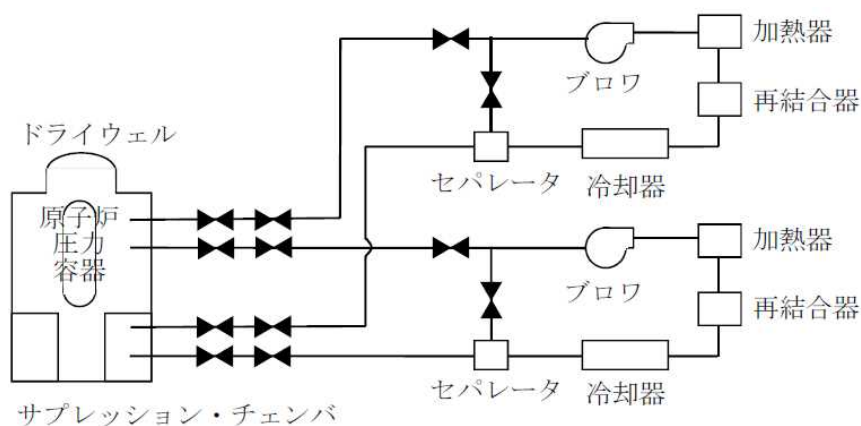 加熱器
ブロワ
再結合器
ドライウェル
セパレータ
冷却器
原子炉
圧力
容器
加熱器
ブロワ
再結合器
セパレータ
冷却器
サプレッション・チェンバ